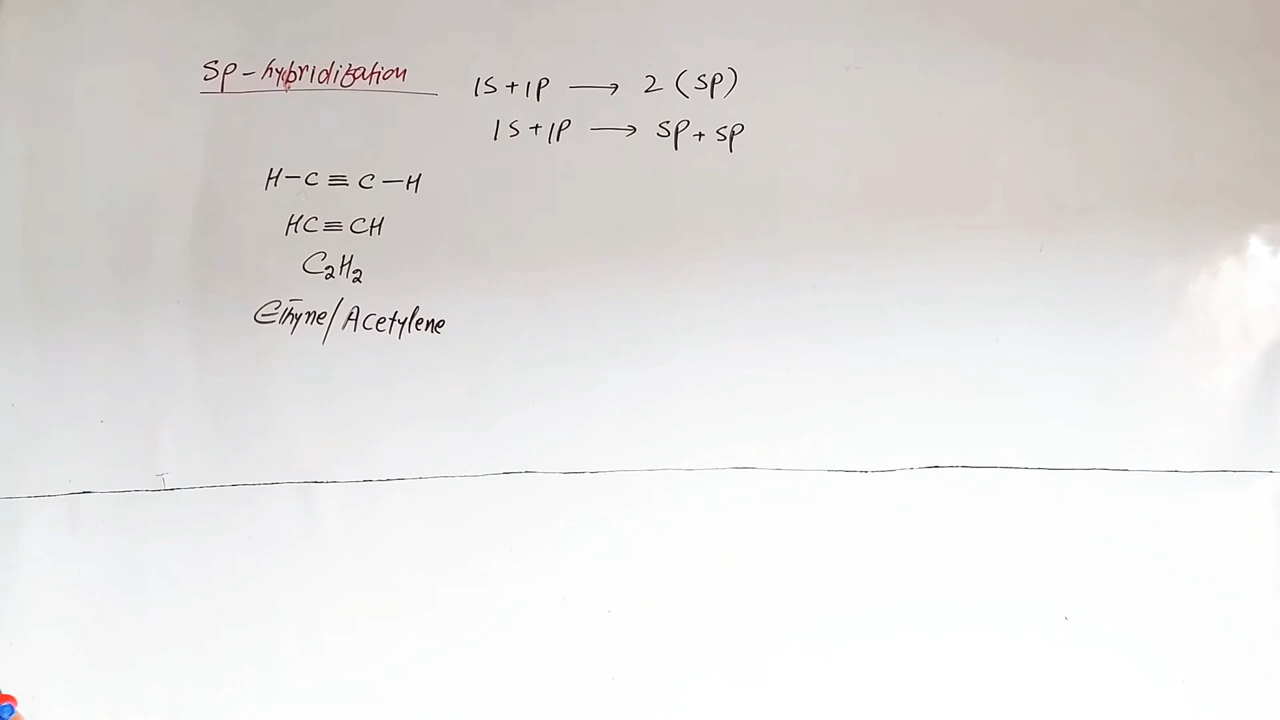 Sp-hybridization
1S+1P → 2 (SP)
1S+1P → SP+SP
H-C≡C-H
HC≡CH
C₂H₂
Ethyne/Acetylene